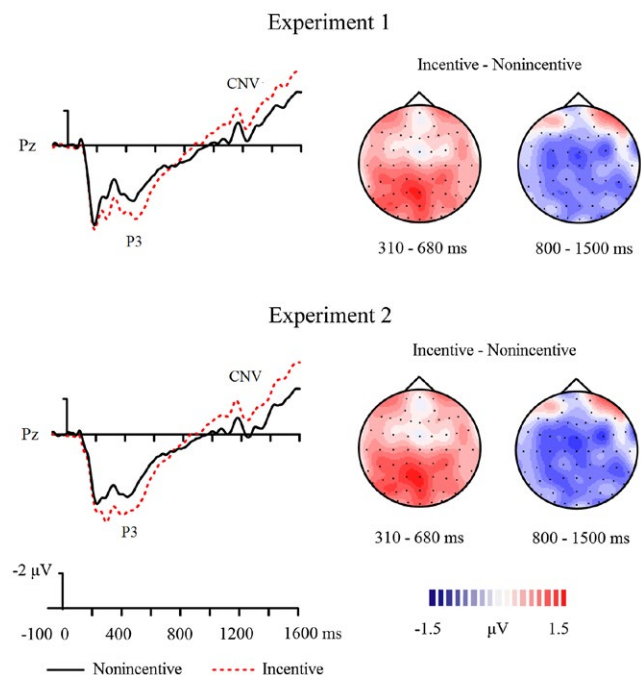 Experiment 1
CNV
Incentive - Nonincentive
Pz
P3
310 - 680 ms
800 - 1500 ms
Experiment 2
CNV
Incentive - Nonincentive
Pz
P3
310 - 680 ms
800 - 1500 ms
-2 µV
-100 0 400 800 1200 1600 ms
-1.5 µV 1.5
Nonincentive Incentive